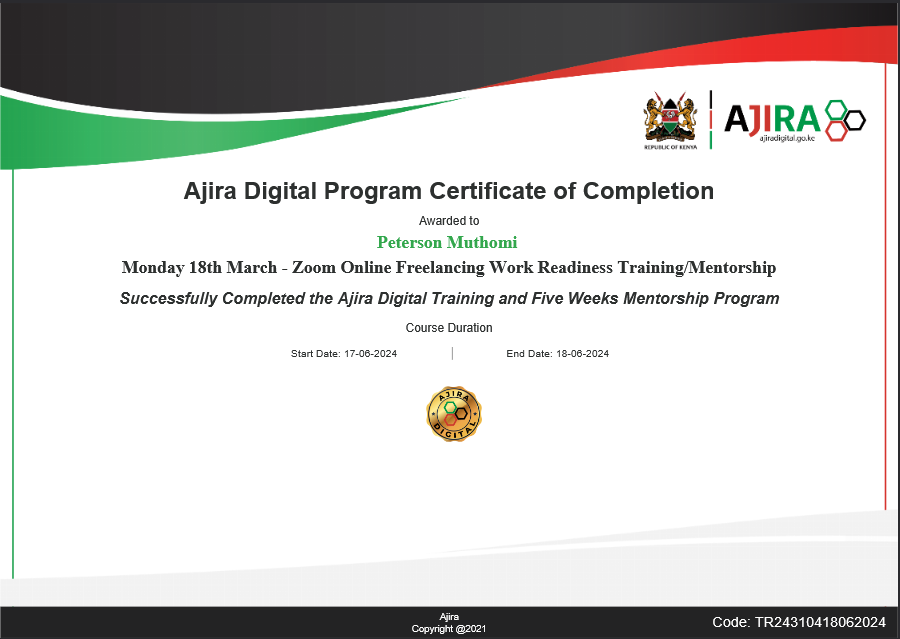 REPUBLIC OF KENYA
AJIRA
ajiradigital.go.ke
Ajira Digital Program Certificate of Completion
Awarded to
Peterson Muthomi
Monday 18th March - Zoom Online Freelancing Work Readiness Training/Mentorship
Successfully Completed the Ajira Digital Training and Five Weeks Mentorship Program
Course Duration
Start Date: 17-06-2024 | End Date: 18-06-2024
AJIRA
DIGITAL
Ajira
Copyright @2021
Code: TR24310418062024